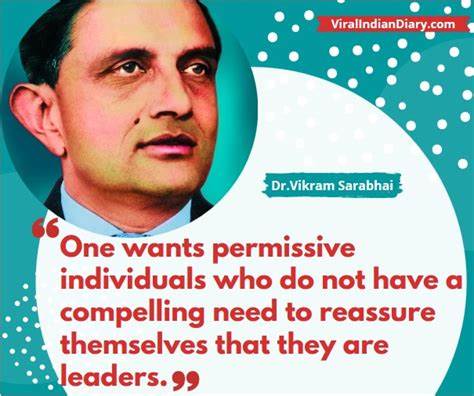 ViralIndianDiary.com
Dr.Vikram Sarabhai
“One wants permissive
individuals who do not have a
compelling need to reassure
themselves that they are
leaders.”